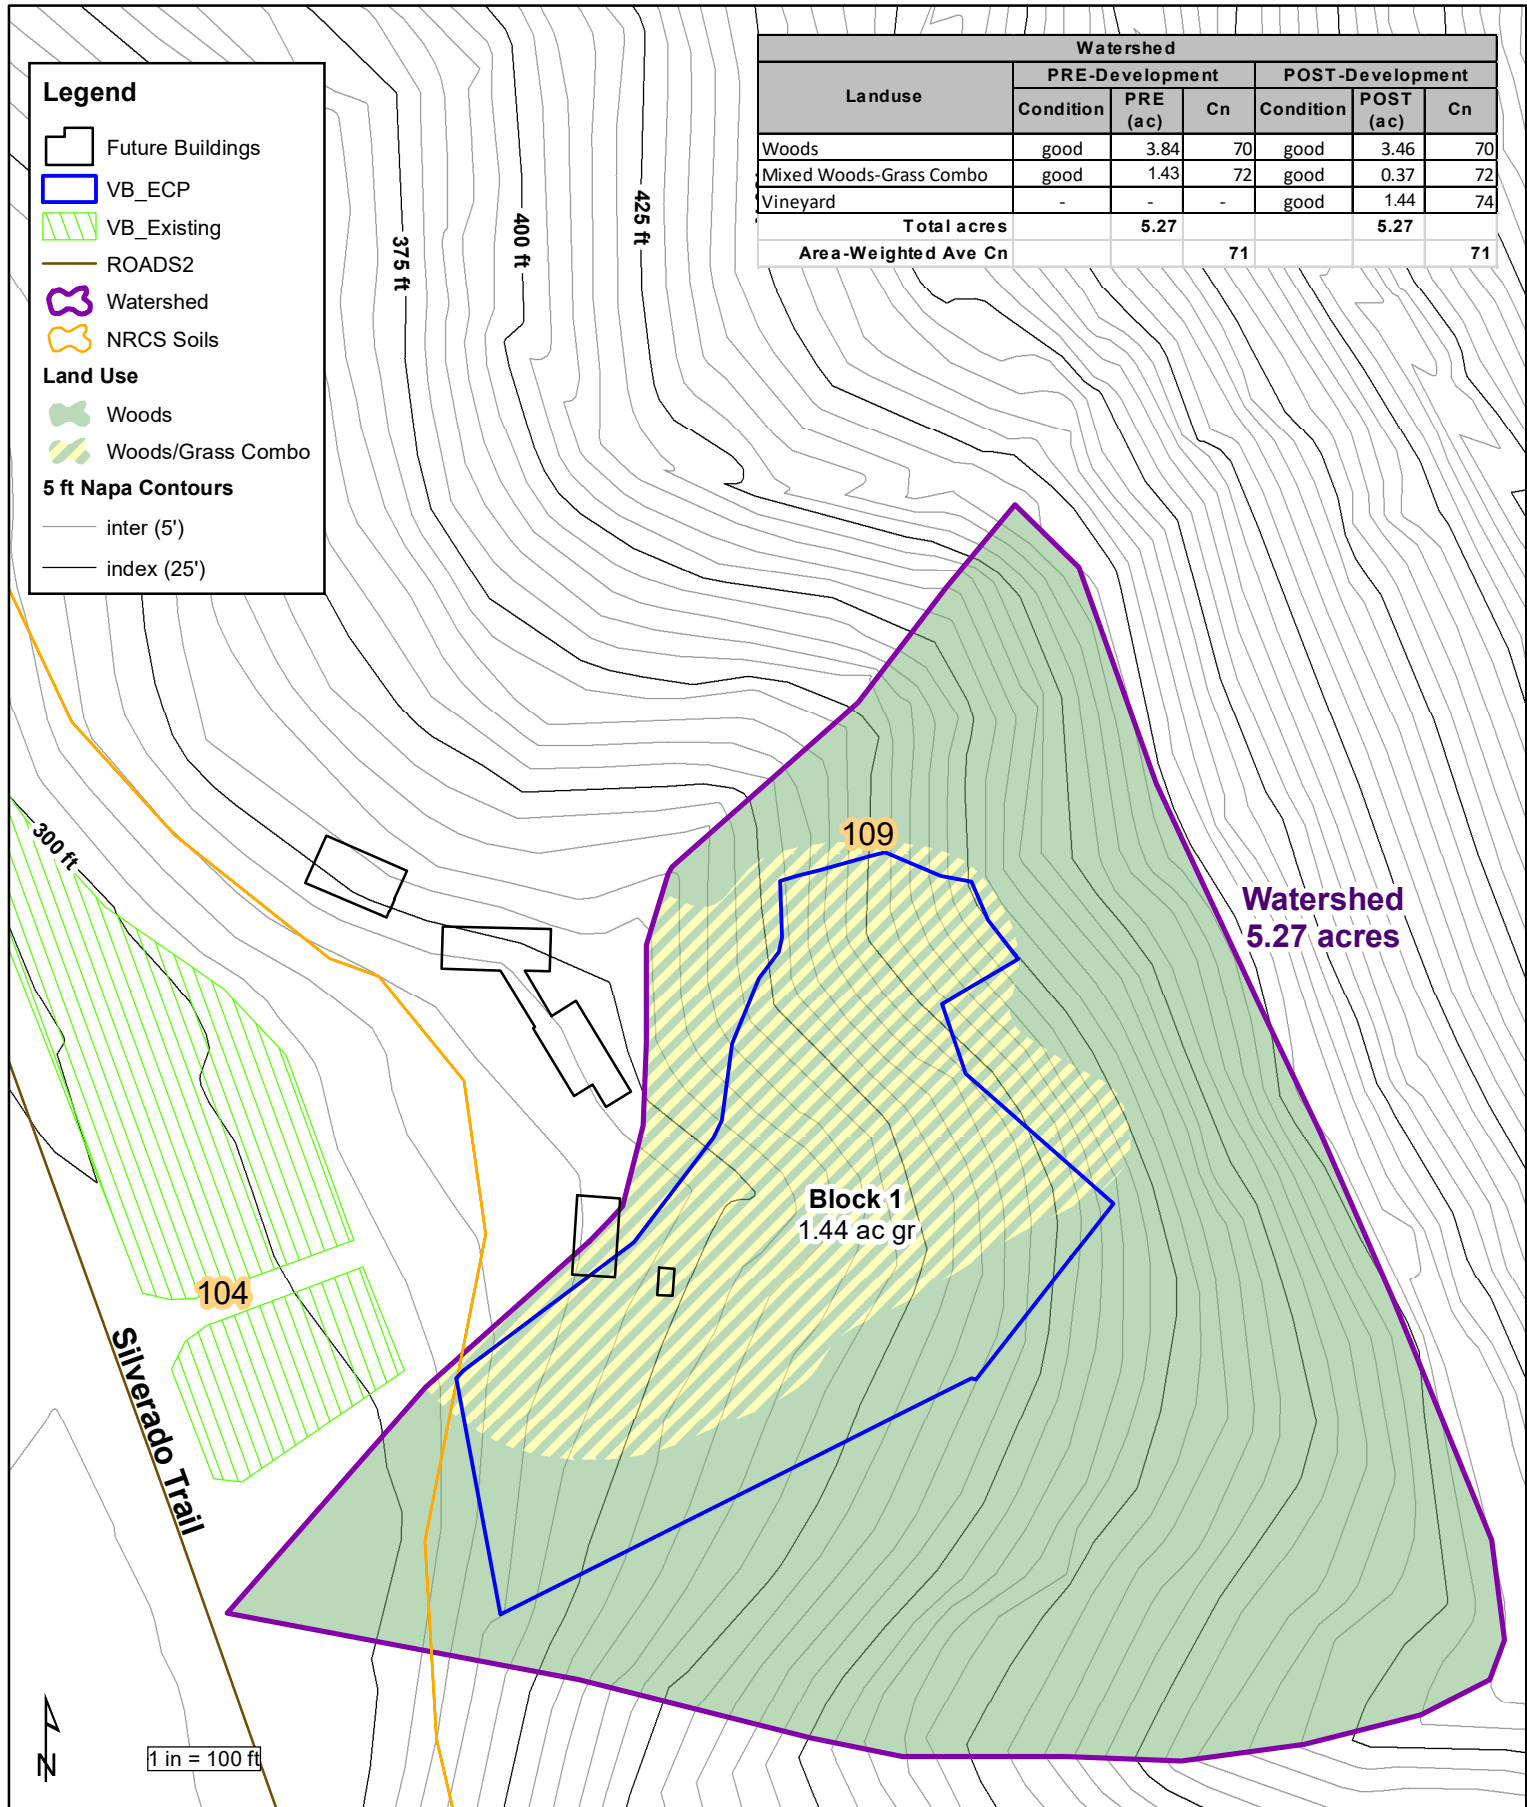 Legend
Future Buildings
VB_ECP
VB_Existing
ROADS2
Watershed
NRCS Soils
Land Use
Woods
Woods/Grass Combo
5 ft Napa Contours
inter (5')
index (25')
Watershed
Landuse PRE-Development POST-Development
Condition PRE (ac) Cn Condition POST (ac) Cn
Woods good 3.84 70 good 3.46 70
Mixed Woods-Grass Combo good 1.43 72 good 0.37 72
Vineyard - - - good 1.44 74
Total acres 5.27 5.27
Area-Weighted Ave Cn 71 71
375 ft
400 ft
425 ft
300 ft
109
Watershed
5.27 acres
Block 1
1.44 ac gr
104
Silverado Trail
N
1 in = 100 ft